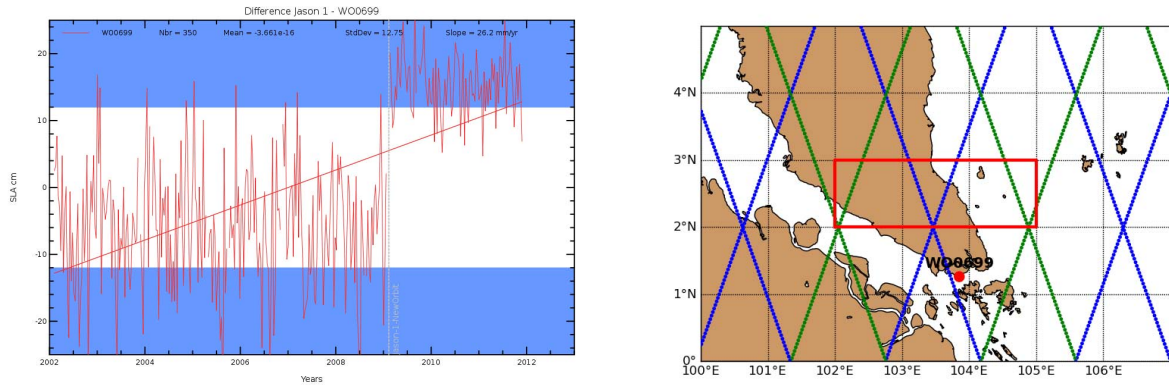 Difference Jason 1 - WO0699
WO0699 Nbr = 350 Mean = -3.661e-16 StdDev = 12.75 Slope = 26.2 mm/yr
20
10
0
-10
-20
SLA cm
Jason-1-NewOrbit
2002 2004 2006 2008 2010 2012
Years
4°N
3°N
2°N
WO0699
1°N
0°
100°E 101°E 102°E 103°E 104°E 105°E 106°E